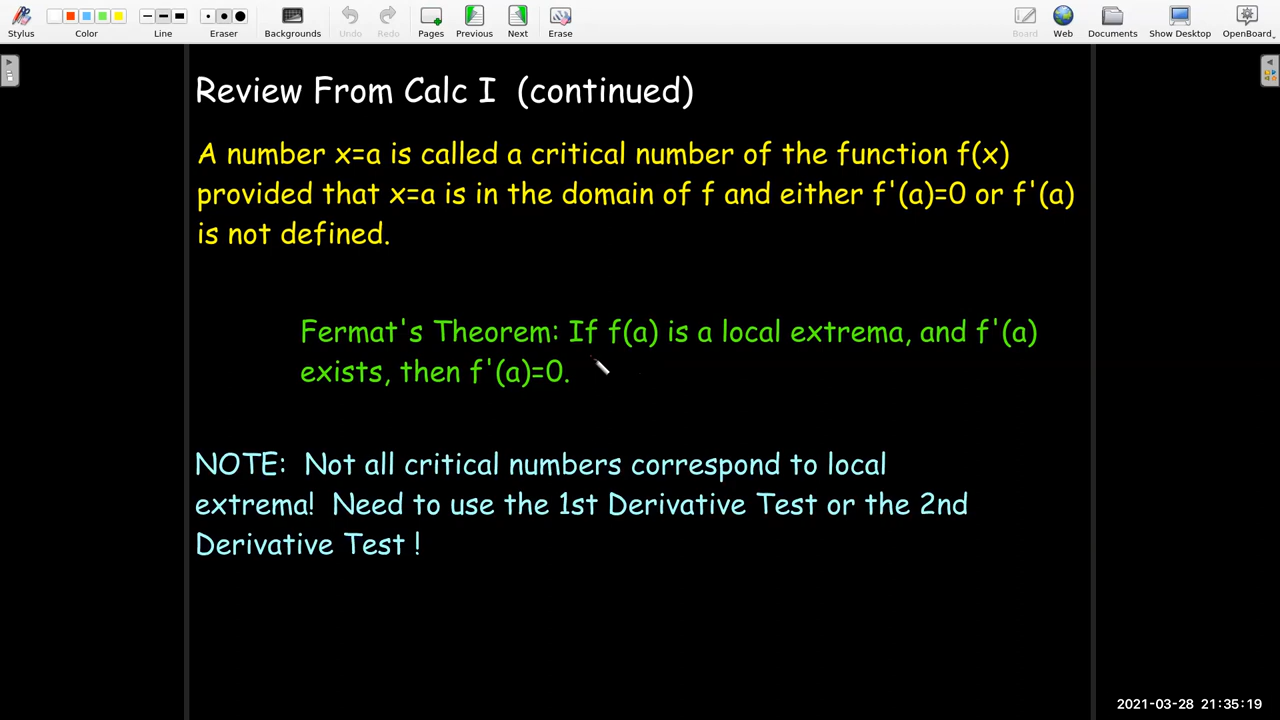 Stylus Color Line Eraser Backgrounds Undo Redo Pages Previous Next Erase Board Web Documents Show Desktop OpenBoard
Review From Calc I (continued)
A number x=a is called a critical number of the function f(x)
provided that x=a is in the domain of f and either f'(a)=0 or f'(a)
is not defined.
Fermat's Theorem: If f(a) is a local extrema, and f'(a)
exists, then f'(a)=0.
NOTE: Not all critical numbers correspond to local
extrema! Need to use the 1st Derivative Test or the 2nd
Derivative Test !
2021-03-28 21:35:19